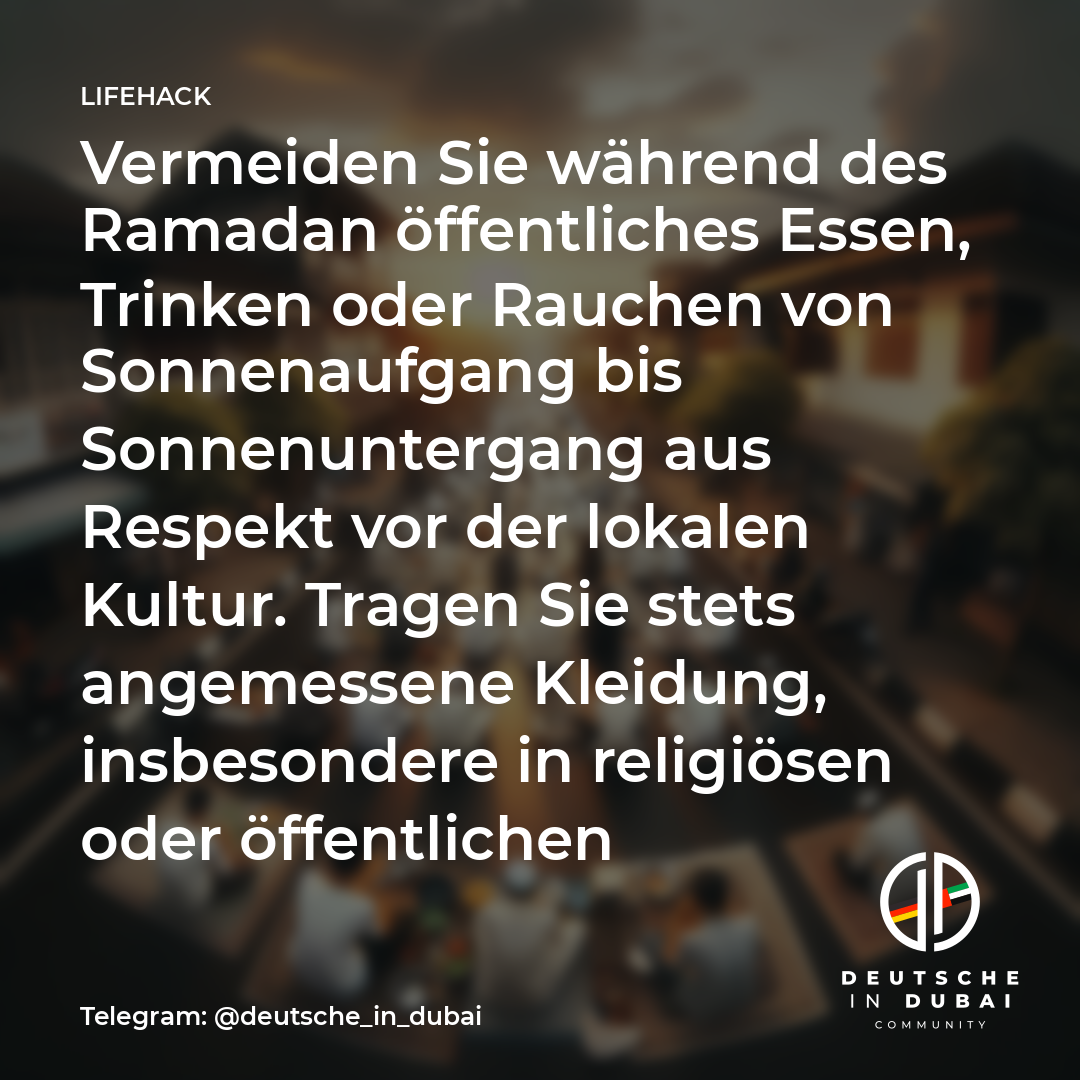 LIFEHACK
Vermeiden Sie während des
Ramadan öffentliches Essen,
Trinken oder Rauchen von
Sonnenaufgang bis
Sonnenuntergang aus
Respekt vor der lokalen
Kultur. Tragen Sie stets
angemessene Kleidung,
insbesondere in religiösen
oder öffentlichen
DEUTSCHE
IN DUBAI
COMMUNITY
Telegram: @deutsche_in_dubai